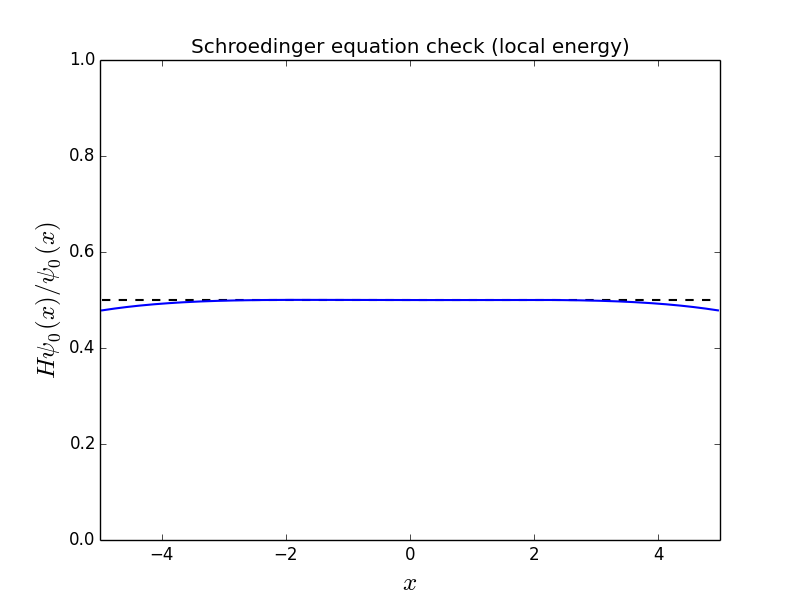 Schroedinger equation check (local energy)
1.0
0.8
0.6
0.4
0.2
0.0
Hψ₀(x)/ψ₀(x)
−4 −2 0 2 4
x